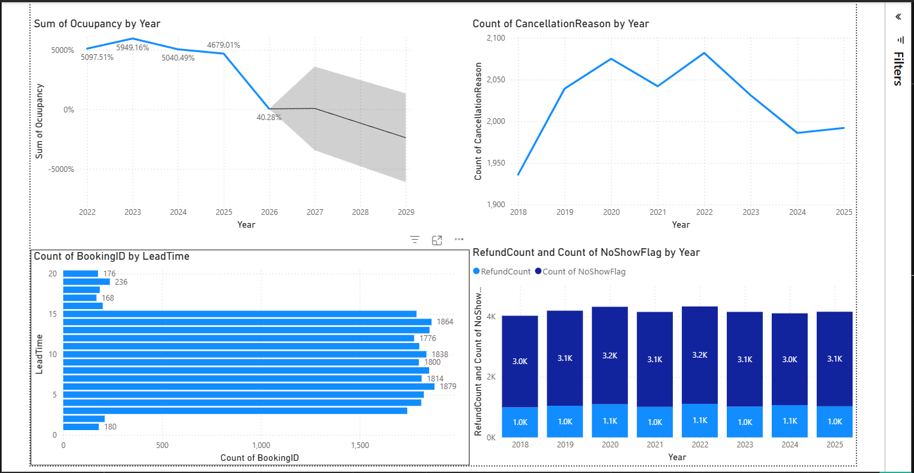 Sum of Ocuupancy by Year
Sum of Ocuupancy
5000%
0%
-5000%
5097.51%
5949.16%
5040.49%
4679.01%
40.28%
2022 2023 2024 2025 2026 2027 2028 2029
Year
Count of CancellationReason by Year
Count of CancellationReason
2,100
2,050
2,000
1,950
1,900
2018 2019 2020 2021 2022 2023 2024 2025
Year
Filters
Count of BookingID by LeadTime
LeadTime
20
15
10
5
0
176
236
168
1864
1776
1838
1800
1814
1879
180
0 500 1,000 1,500
Count of BookingID
RefundCount and Count of NoShowFlag by Year
RefundCount Count of NoShowFlag
RefundCount and Count of NoShow...
4K
2K
0K
3.0K 3.1K 3.2K 3.1K 3.2K 3.1K 3.0K 3.1K
1.0K 1.0K 1.1K 1.0K 1.1K 1.0K 1.1K 1.0K
2018 2019 2020 2021 2022 2023 2024 2025
Year